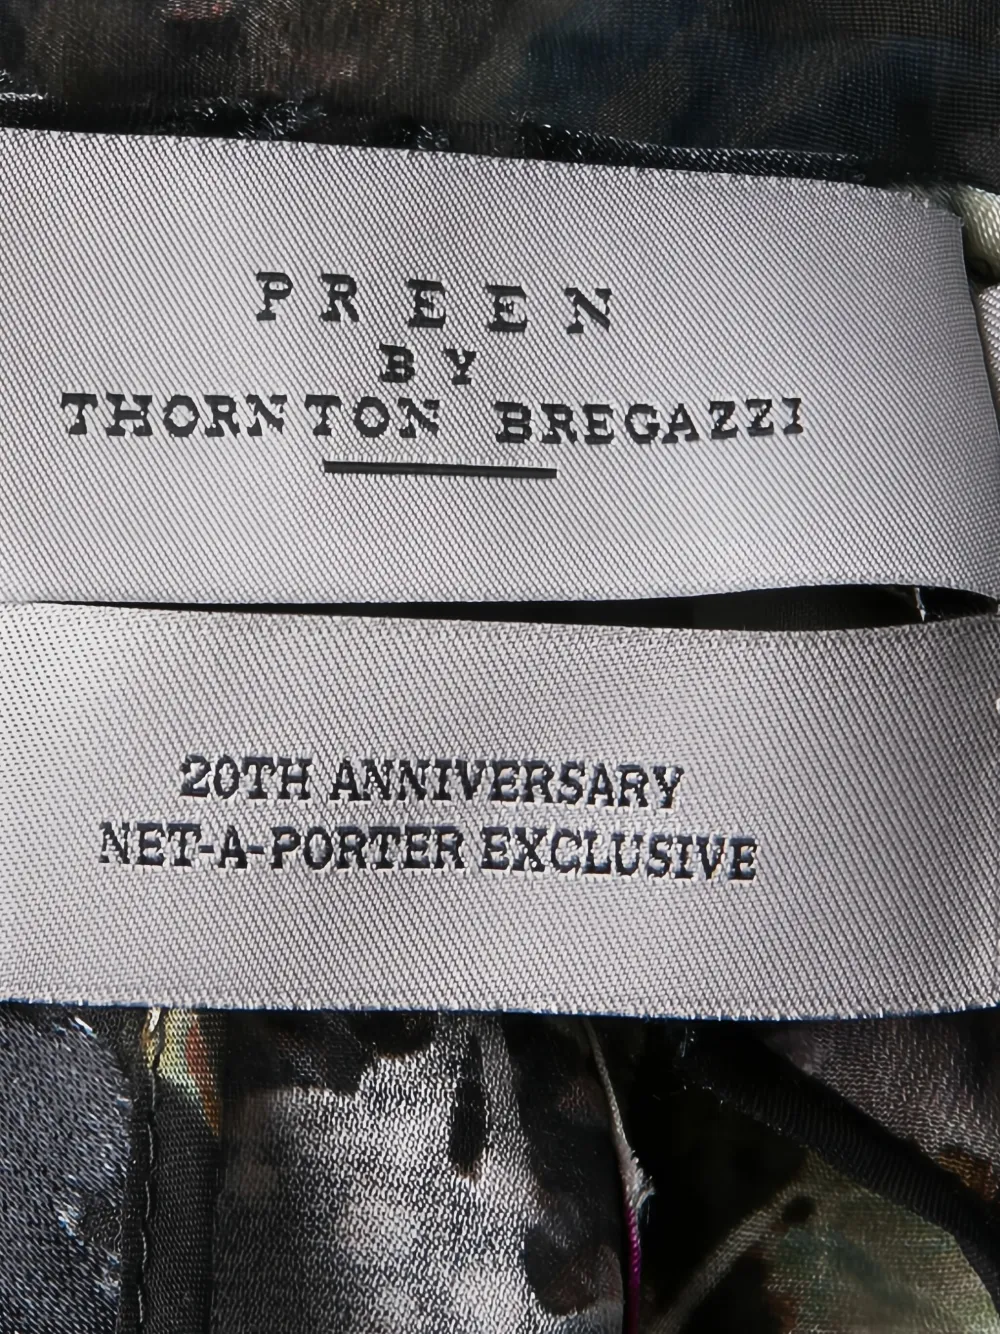 PREEN
BY
THORNTON BREGAZZI
20TH ANNIVERSARY
NET-A-PORTER EXCLUSIVE